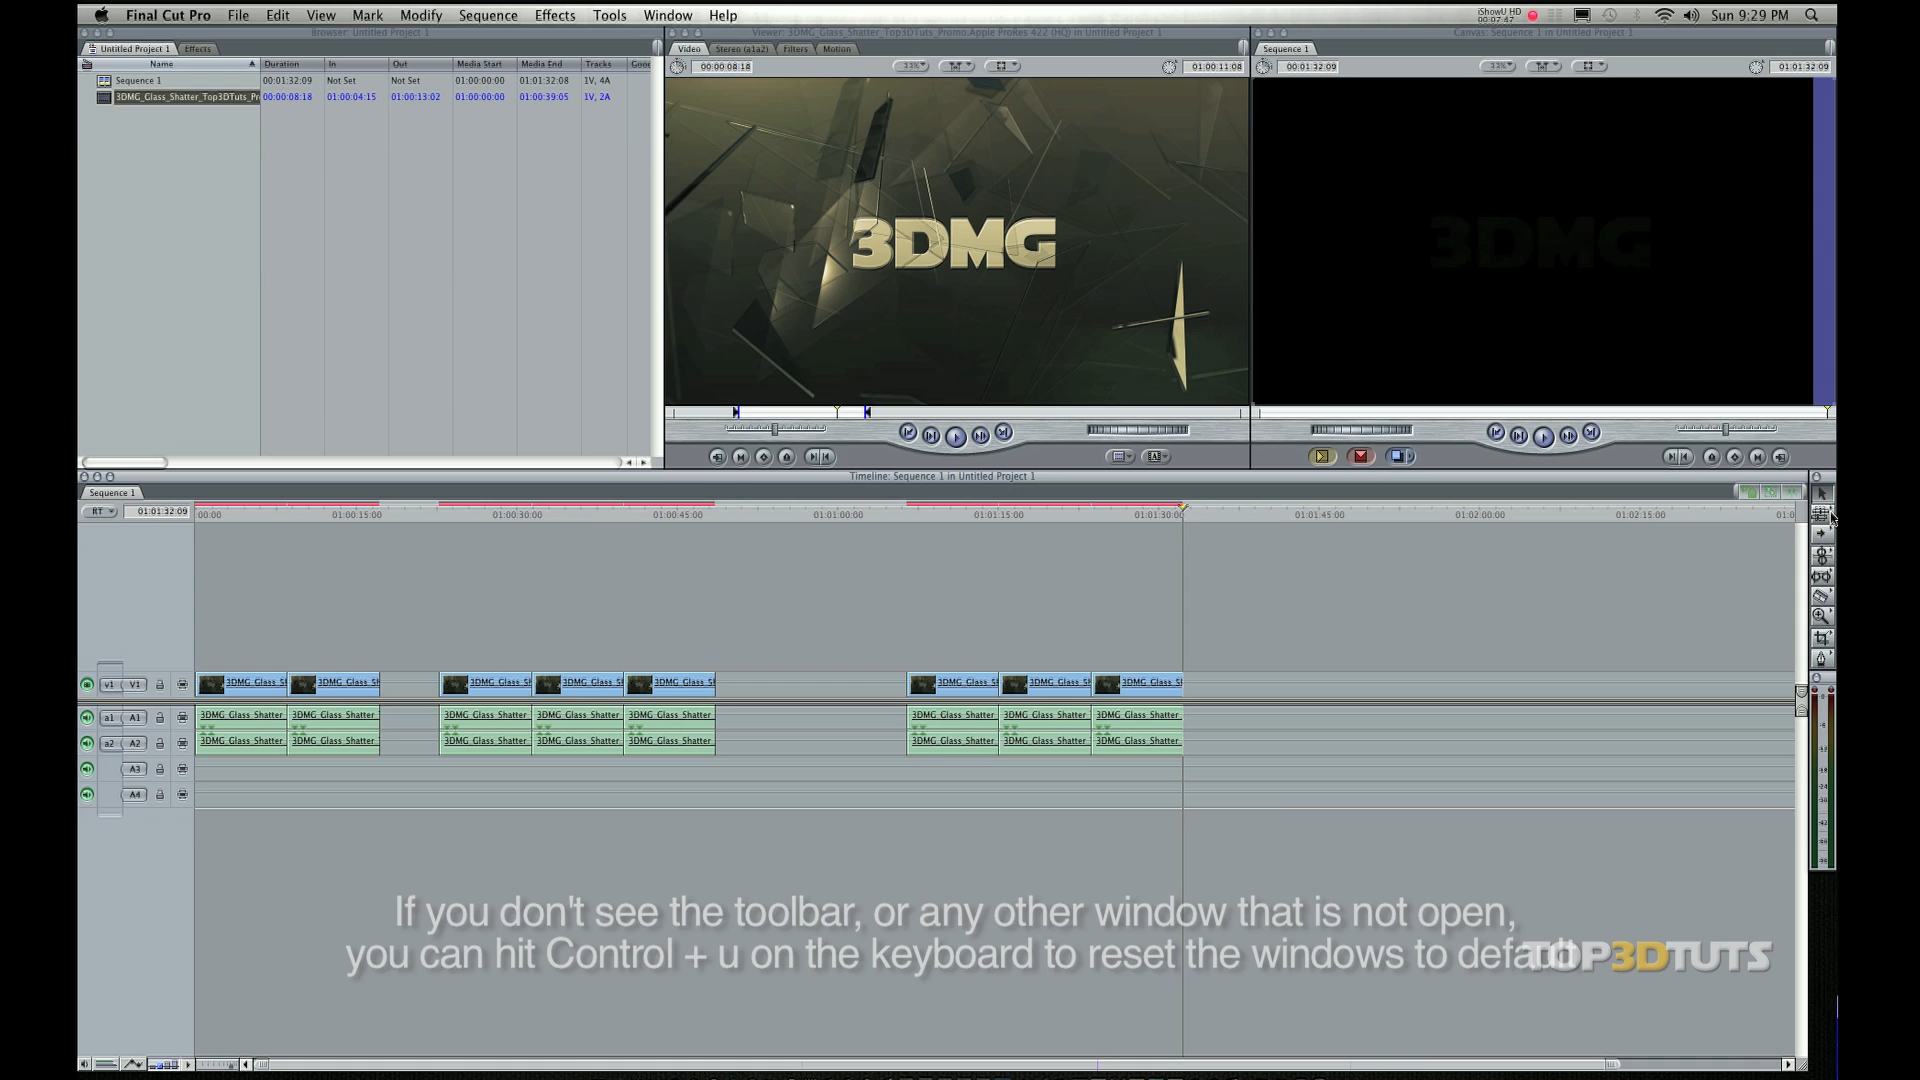 Final Cut Pro File Edit View Mark Modify Sequence Effects Tools Window Help
iShowU HD
Sun 9:29 PM
Browser: Untitled Project 1
Untitled Project 1 Effects
Name Duration In Out Media Start Media End Tracks
Sequence 1 00:01:32:09 Not Set Not Set 01:00:00:00 01:01:32:08 1V, 4A
3DMG_Glass_Shatter_Top3DTuts_Pr 00:00:08:18 01:00:04:15 01:00:13:02 01:00:00:00 01:00:39:05 1V, 2A
Viewer: 3DMG_Glass_Shatter_Top3DTuts_Promo.Apple ProRes 422 (HQ) in Untitled Project 1
Video Stereo (a1a2) Filters Motion
00:00:08:18 33% 01:00:11:08
3DMG
Canvas: Sequence 1 in Untitled Project 1
Sequence 1
00:01:32:09 33% 01:01:32:09
3DMG
Timeline: Sequence 1 in Untitled Project 1
Sequence 1
RT 01:01:32:09 00:00 01:00:15:00 01:00:30:00 01:00:45:00 01:01:00:00 01:01:15:00 01:01:30:00 01:01:45:00 01:02:00:00 01:02:15:00 01:0
v1 V1 3DMG_Glass_Sh 3DMG_Glass_Sh 3DMG_Glass_Sh 3DMG_Glass_Sh 3DMG_Glass_Sh 3DMG_Glass_Sh 3DMG_Glass_Sh 3DMG_Glass_S
a1 A1 3DMG_Glass_Shatter 3DMG_Glass_Shatter 3DMG_Glass_Shatter 3DMG_Glass_Shatter 3DMG_Glass_Shatter 3DMG_Glass_Shatter 3DMG_Glass_Shatter 3DMG_Glass_Shatter
a2 A2 3DMG_Glass_Shatter 3DMG_Glass_Shatter 3DMG_Glass_Shatter 3DMG_Glass_Shatter 3DMG_Glass_Shatter 3DMG_Glass_Shatter 3DMG_Glass_Shatter 3DMG_Glass_Shatter
A3
A4
If you don't see the toolbar, or any other window that is not open,
you can hit Control + u on the keyboard to reset the windows to default
TOP3DTUTS